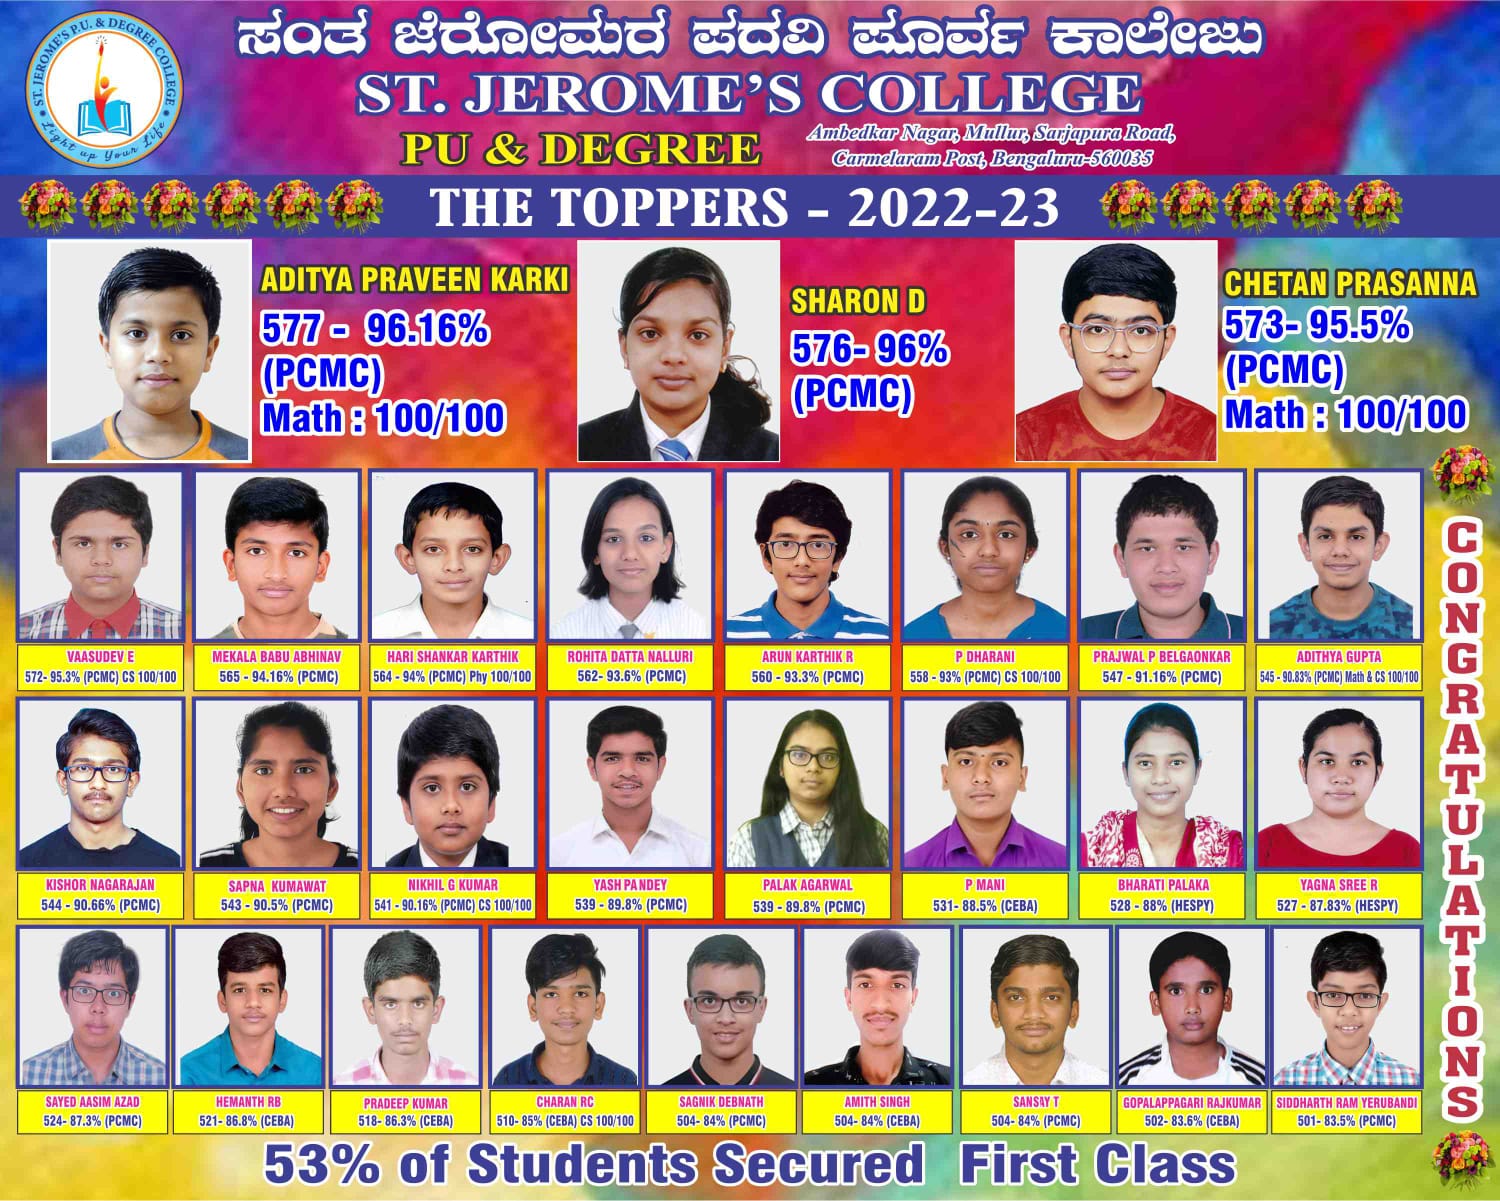 ST. JEROME'S P.U. & DEGREE COLLEGE
Light up Your Life
ಸಂತ ಜೆರೋಮರ ಪದವಿ ಪೂರ್ವ ಕಾಲೇಜು
ST. JEROME'S COLLEGE
PU & DEGREE
Ambedkar Nagar, Mullur, Sarjapura Road,
Carmelaram Post, Bengaluru-560035
THE TOPPERS - 2022-23
ADITYA PRAVEEN KARKI
577 - 96.16%
(PCMC)
Math : 100/100
SHARON D
576- 96%
(PCMC)
CHETAN PRASANNA
573- 95.5%
(PCMC)
Math : 100/100
VAASUDEV E
572- 95.3% (PCMC) CS 100/100
MEKALA BABU ABHINAV
565 - 94.16% (PCMC)
HARI SHANKAR KARTHIK
564 - 94% (PCMC) Phy 100/100
ROHITA DATTA NALLURI
562- 93.6% (PCMC)
ARUN KARTHIK R
560 - 93.3% (PCMC)
P DHARANI
558 - 93% (PCMC) CS 100/100
PRAJWAL P BELGAONKAR
547 - 91.16% (PCMC)
ADITHYA GUPTA
545 - 90.83% (PCMC) Math & CS 100/100
KISHOR NAGARAJAN
544 - 90.66% (PCMC)
SAPNA KUMAWAT
543 - 90.5% (PCMC)
NIKHIL G KUMAR
541 - 90.16% (PCMC) CS 100/100
YASH PANDEY
539 - 89.8% (PCMC)
PALAK AGARWAL
539 - 89.8% (PCMC)
P MANI
531- 88.5% (CEBA)
BHARATI PALAKA
528 - 88% (HESPY)
YAGNA SREE R
527 - 87.83% (HESPY)
SAYED AASIM AZAD
524- 87.3% (PCMC)
HEMANTH RB
521- 86.8% (CEBA)
PRADEEP KUMAR
518- 86.3% (CEBA)
CHARAN RC
510- 85% (CEBA) CS 100/100
SAGNIK DEBNATH
504- 84% (PCMC)
AMITH SINGH
504- 84% (CEBA)
SANSAY T
504- 84% (PCMC)
GOPALAPPAGARI RAJKUMAR
502- 83.6% (CEBA)
SIDDHARTH RAM YERUBANDI
501- 83.5% (PCMC)
CONGRATULATIONS
53% of Students Secured First Class